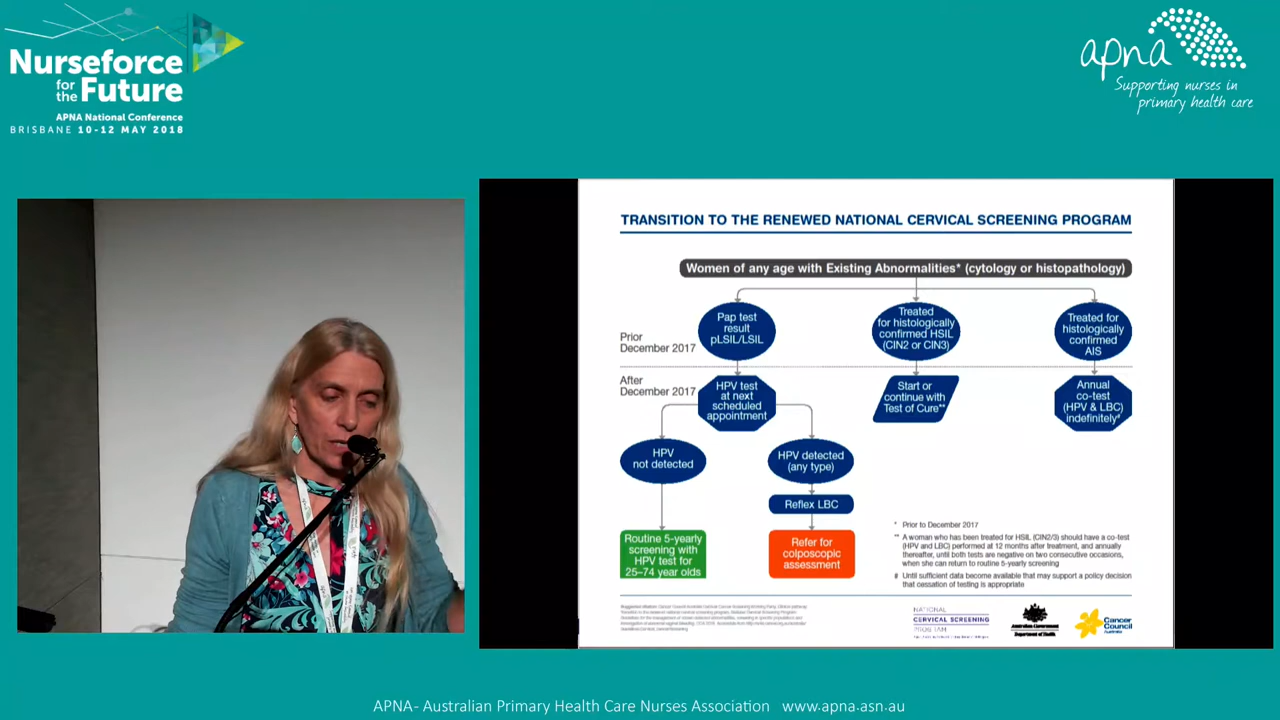 Nurseforce
for
the Future
APNA National Conference
BRISBANE 10-12 MAY 2018
apna
Supporting nurses in
primary health care
TRANSITION TO THE RENEWED NATIONAL CERVICAL SCREENING PROGRAM
Women of any age with Existing Abnormalities* (cytology or histopathology)
Prior
December 2017
Pap test
result
pLSIL/LSIL
Treated
for histologically
confirmed HSIL
(CIN2 or CIN3)
Treated for
histologically
confirmed
AIS
After
December 2017
HPV test
at next
scheduled
appointment
Start or
continue with
Test of Cure**
Annual
co-test
(HPV & LBC)
indefinitely#
HPV
not detected
HPV detected
(any type)
Reflex LBC
Routine 5-yearly
screening with
HPV test for
25–74 year olds
Refer for
colposcopic
assessment
* Prior to December 2017
** A woman who has been treated for HSIL (CIN2/3) should have a co-test
(HPV and LBC) performed at 12 months after treatment, and annually
thereafter, until both tests are negative on two consecutive occasions,
when she can return to routine 5-yearly screening
# Until sufficient data become available that may support a policy decision
that cessation of testing is appropriate
NATIONAL
CERVICAL SCREENING
PROGRAM
Australian Government
Department of Health
Cancer
Council
Australia
APNA- Australian Primary Health Care Nurses Association www.apna.asn.au